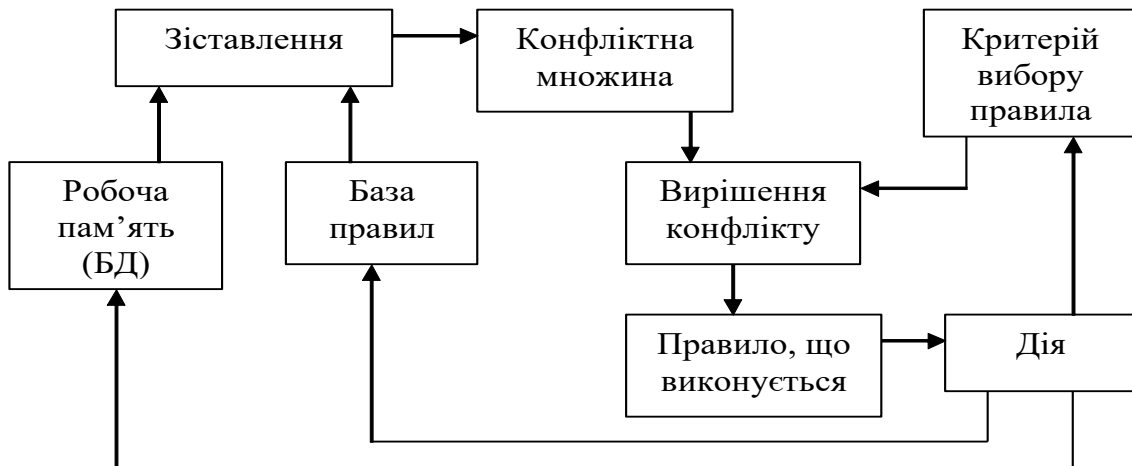 Зіставлення
Конфліктна
множина
Критерій
вибору
правила
Робоча
пам’ять
(БД)
База
правил
Вирішення
конфлікту
Правило, що
виконується
Дія